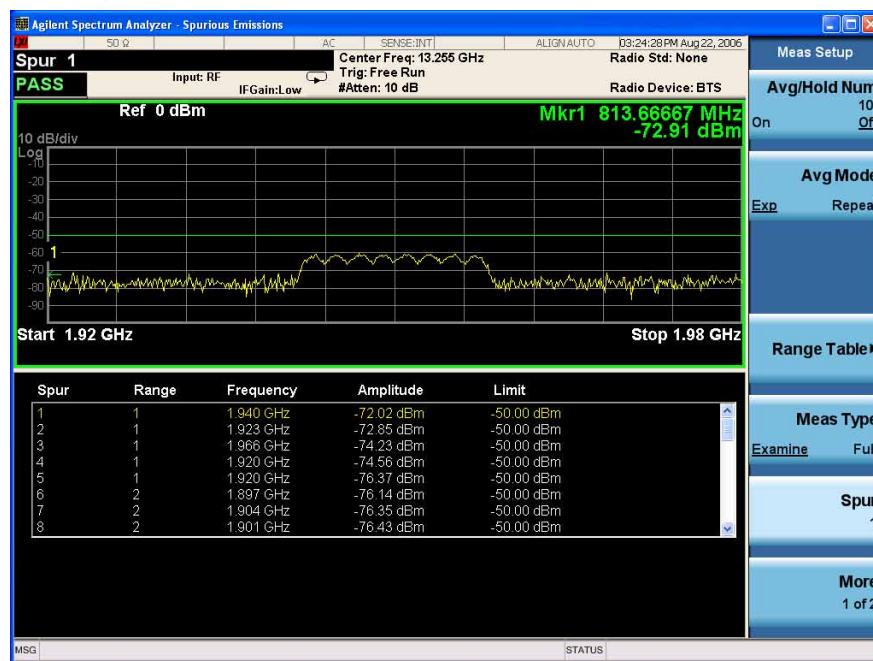 Agilent Spectrum Analyzer - Spurious Emissions
50 Ω AC SENSE:INT ALIGN AUTO 03:24:28 PM Aug 22, 2006
Spur 1
PASS
Input: RF
IFGain:Low
Center Freq: 13.255 GHz
Trig: Free Run
#Atten: 10 dB
Radio Std: None
Radio Device: BTS
Ref 0 dBm
Mkr1 813.66667 MHz
-72.91 dBm
10 dB/div
Log
-10
-20
-30
-40
-50
-60
1
-70
-80
-90
Start 1.92 GHz
Stop 1.98 GHz
Spur Range Frequency Amplitude Limit
1 1 1.940 GHz -72.02 dBm -50.00 dBm
2 1 1.923 GHz -72.85 dBm -50.00 dBm
3 1 1.966 GHz -74.23 dBm -50.00 dBm
4 1 1.920 GHz -74.56 dBm -50.00 dBm
5 1 1.920 GHz -76.37 dBm -50.00 dBm
6 2 1.897 GHz -76.14 dBm -50.00 dBm
7 2 1.904 GHz -76.35 dBm -50.00 dBm
8 2 1.901 GHz -76.43 dBm -50.00 dBm
MSG
STATUS
Meas Setup
Avg/Hold Num
10
On Of
Avg Mode
Exp Repea
Range Table
Meas Type
Examine Ful
Spur
1
More
1 of 2